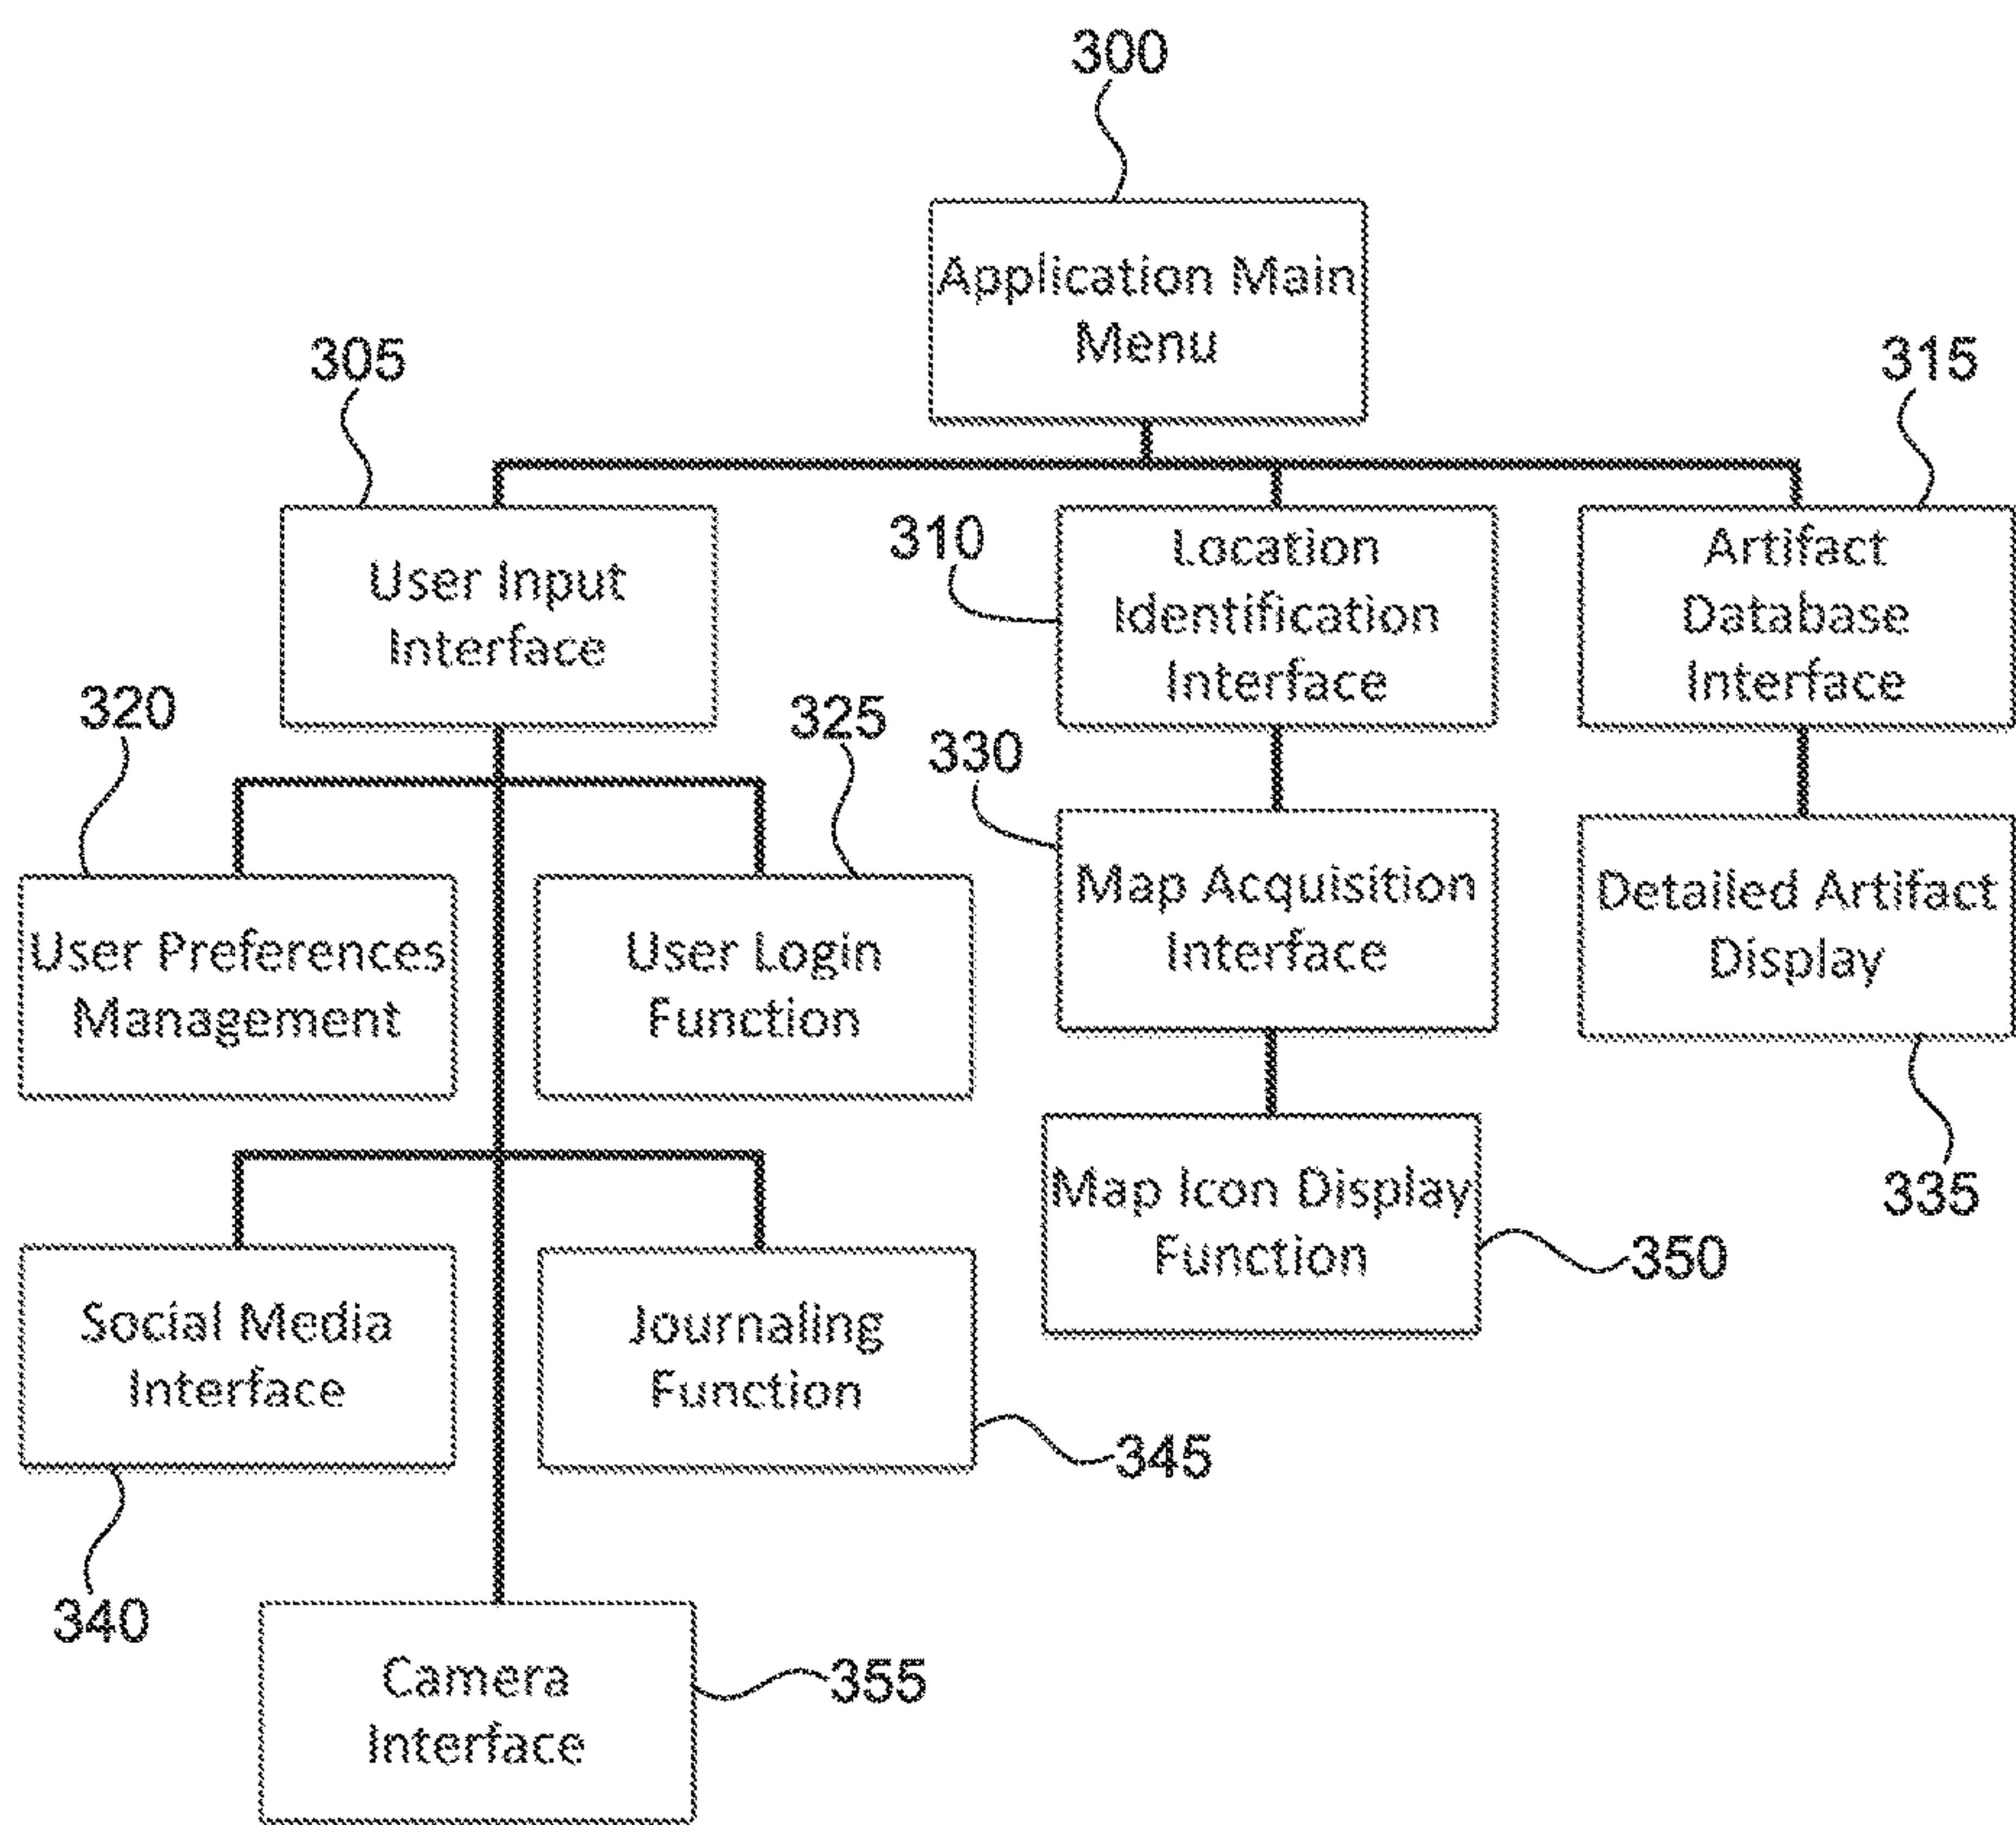 300
Application Main
Menu
305
315
User Input
Interface
310
Location
Identification
Interface
Artifact
Database
Interface
320
325
330
User Preferences
Management
User Login
Function
Map Acquisition
Interface
Detailed Artifact
Display
335
Map Icon Display
Function
350
Social Media
Interface
Journaling
Function
345
340
Camera
Interface
355